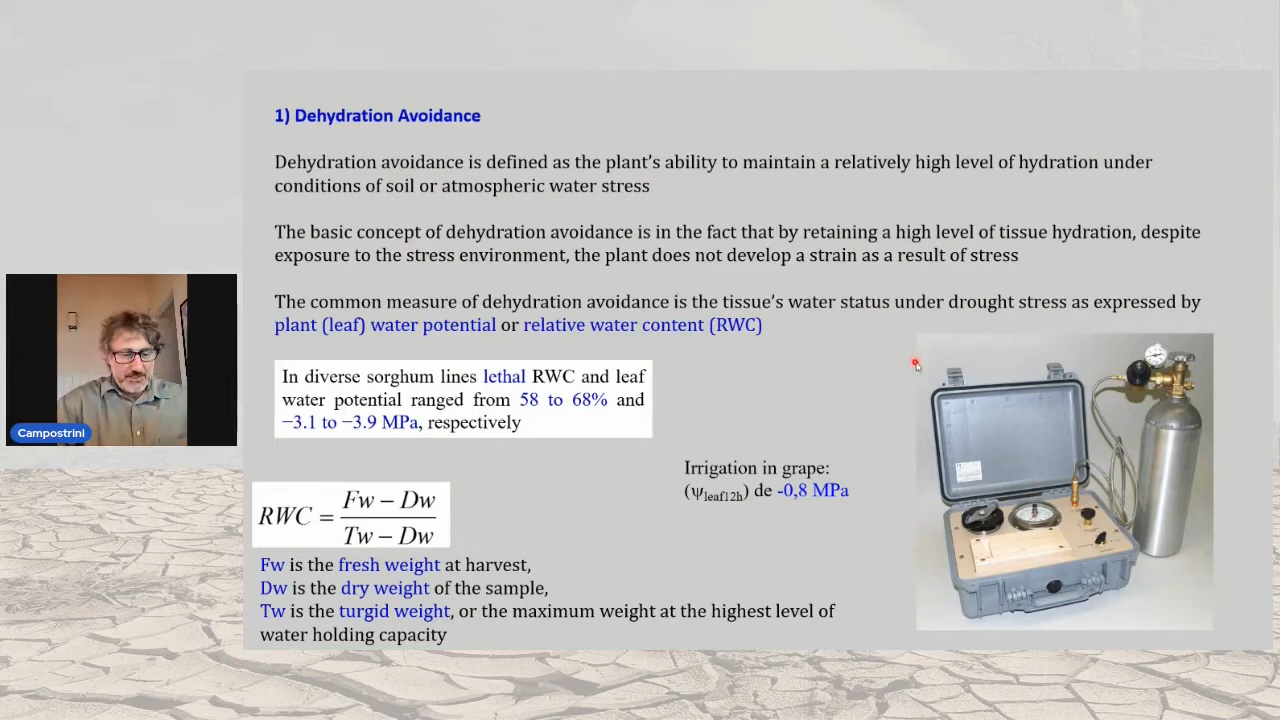 1) Dehydration Avoidance
Dehydration avoidance is defined as the plant's ability to maintain a relatively high level of hydration under
conditions of soil or atmospheric water stress
The basic concept of dehydration avoidance is in the fact that by retaining a high level of tissue hydration, despite
exposure to the stress environment, the plant does not develop a strain as a result of stress
The common measure of dehydration avoidance is the tissue's water status under drought stress as expressed by
plant (leaf) water potential or relative water content (RWC)
In diverse sorghum lines lethal RWC and leaf
water potential ranged from 58 to 68% and
−3.1 to −3.9 MPa, respectively
Campostrini
Irrigation in grape:
(ψleaf12h) de -0,8 MPa
RWC = Fw − Dw
Tw − Dw
Fw is the fresh weight at harvest,
Dw is the dry weight of the sample,
Tw is the turgid weight, or the maximum weight at the highest level of
water holding capacity